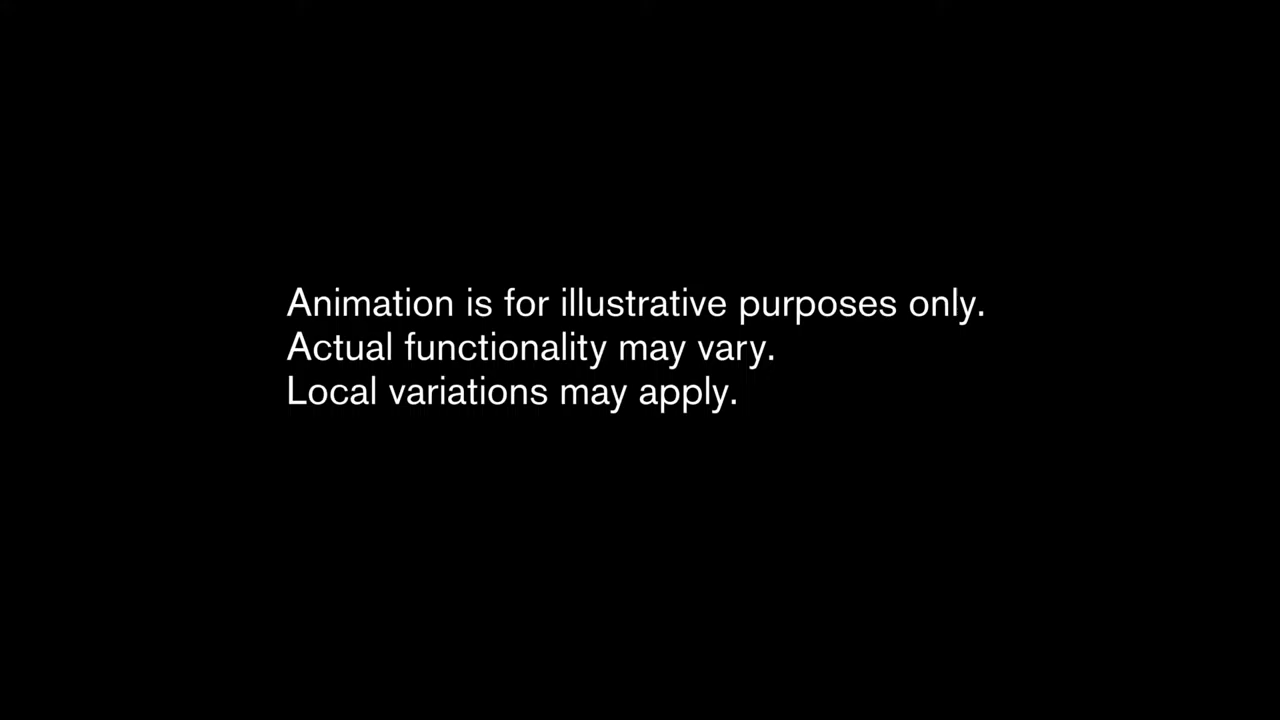 Animation is for illustrative purposes only.
Actual functionality may vary.
Local variations may apply.